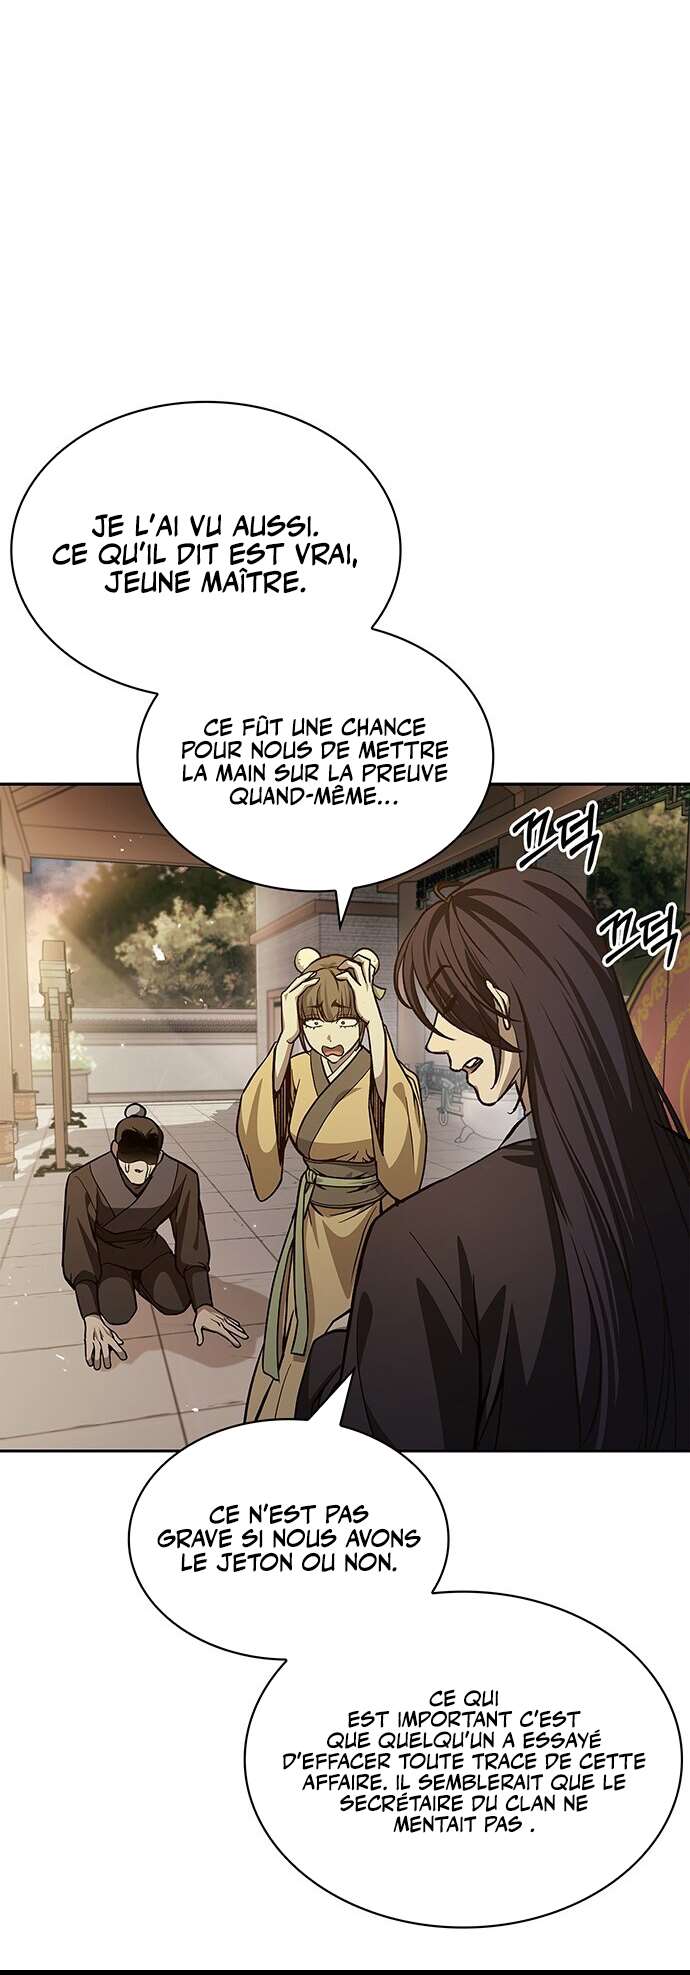 JE L'AI VU AUSSI.
CE QU'IL DIT EST VRAI,
JEUNE MAÎTRE.
CE FÛT UNE CHANCE
POUR NOUS DE METTRE
LA MAIN SUR LA PREUVE
QUAND-MÊME...
끄덕
끄덕
CE N'EST PAS
GRAVE SI NOUS AVONS
LE JETON OU NON.
CE QUI
EST IMPORTANT C'EST
QUE QUELQU'UN A ESSAYÉ
D'EFFACER TOUTE TRACE DE CETTE
AFFAIRE. IL SEMBLERAIT QUE LE
SECRÉTAIRE DU CLAN NE
MENTAIT PAS .